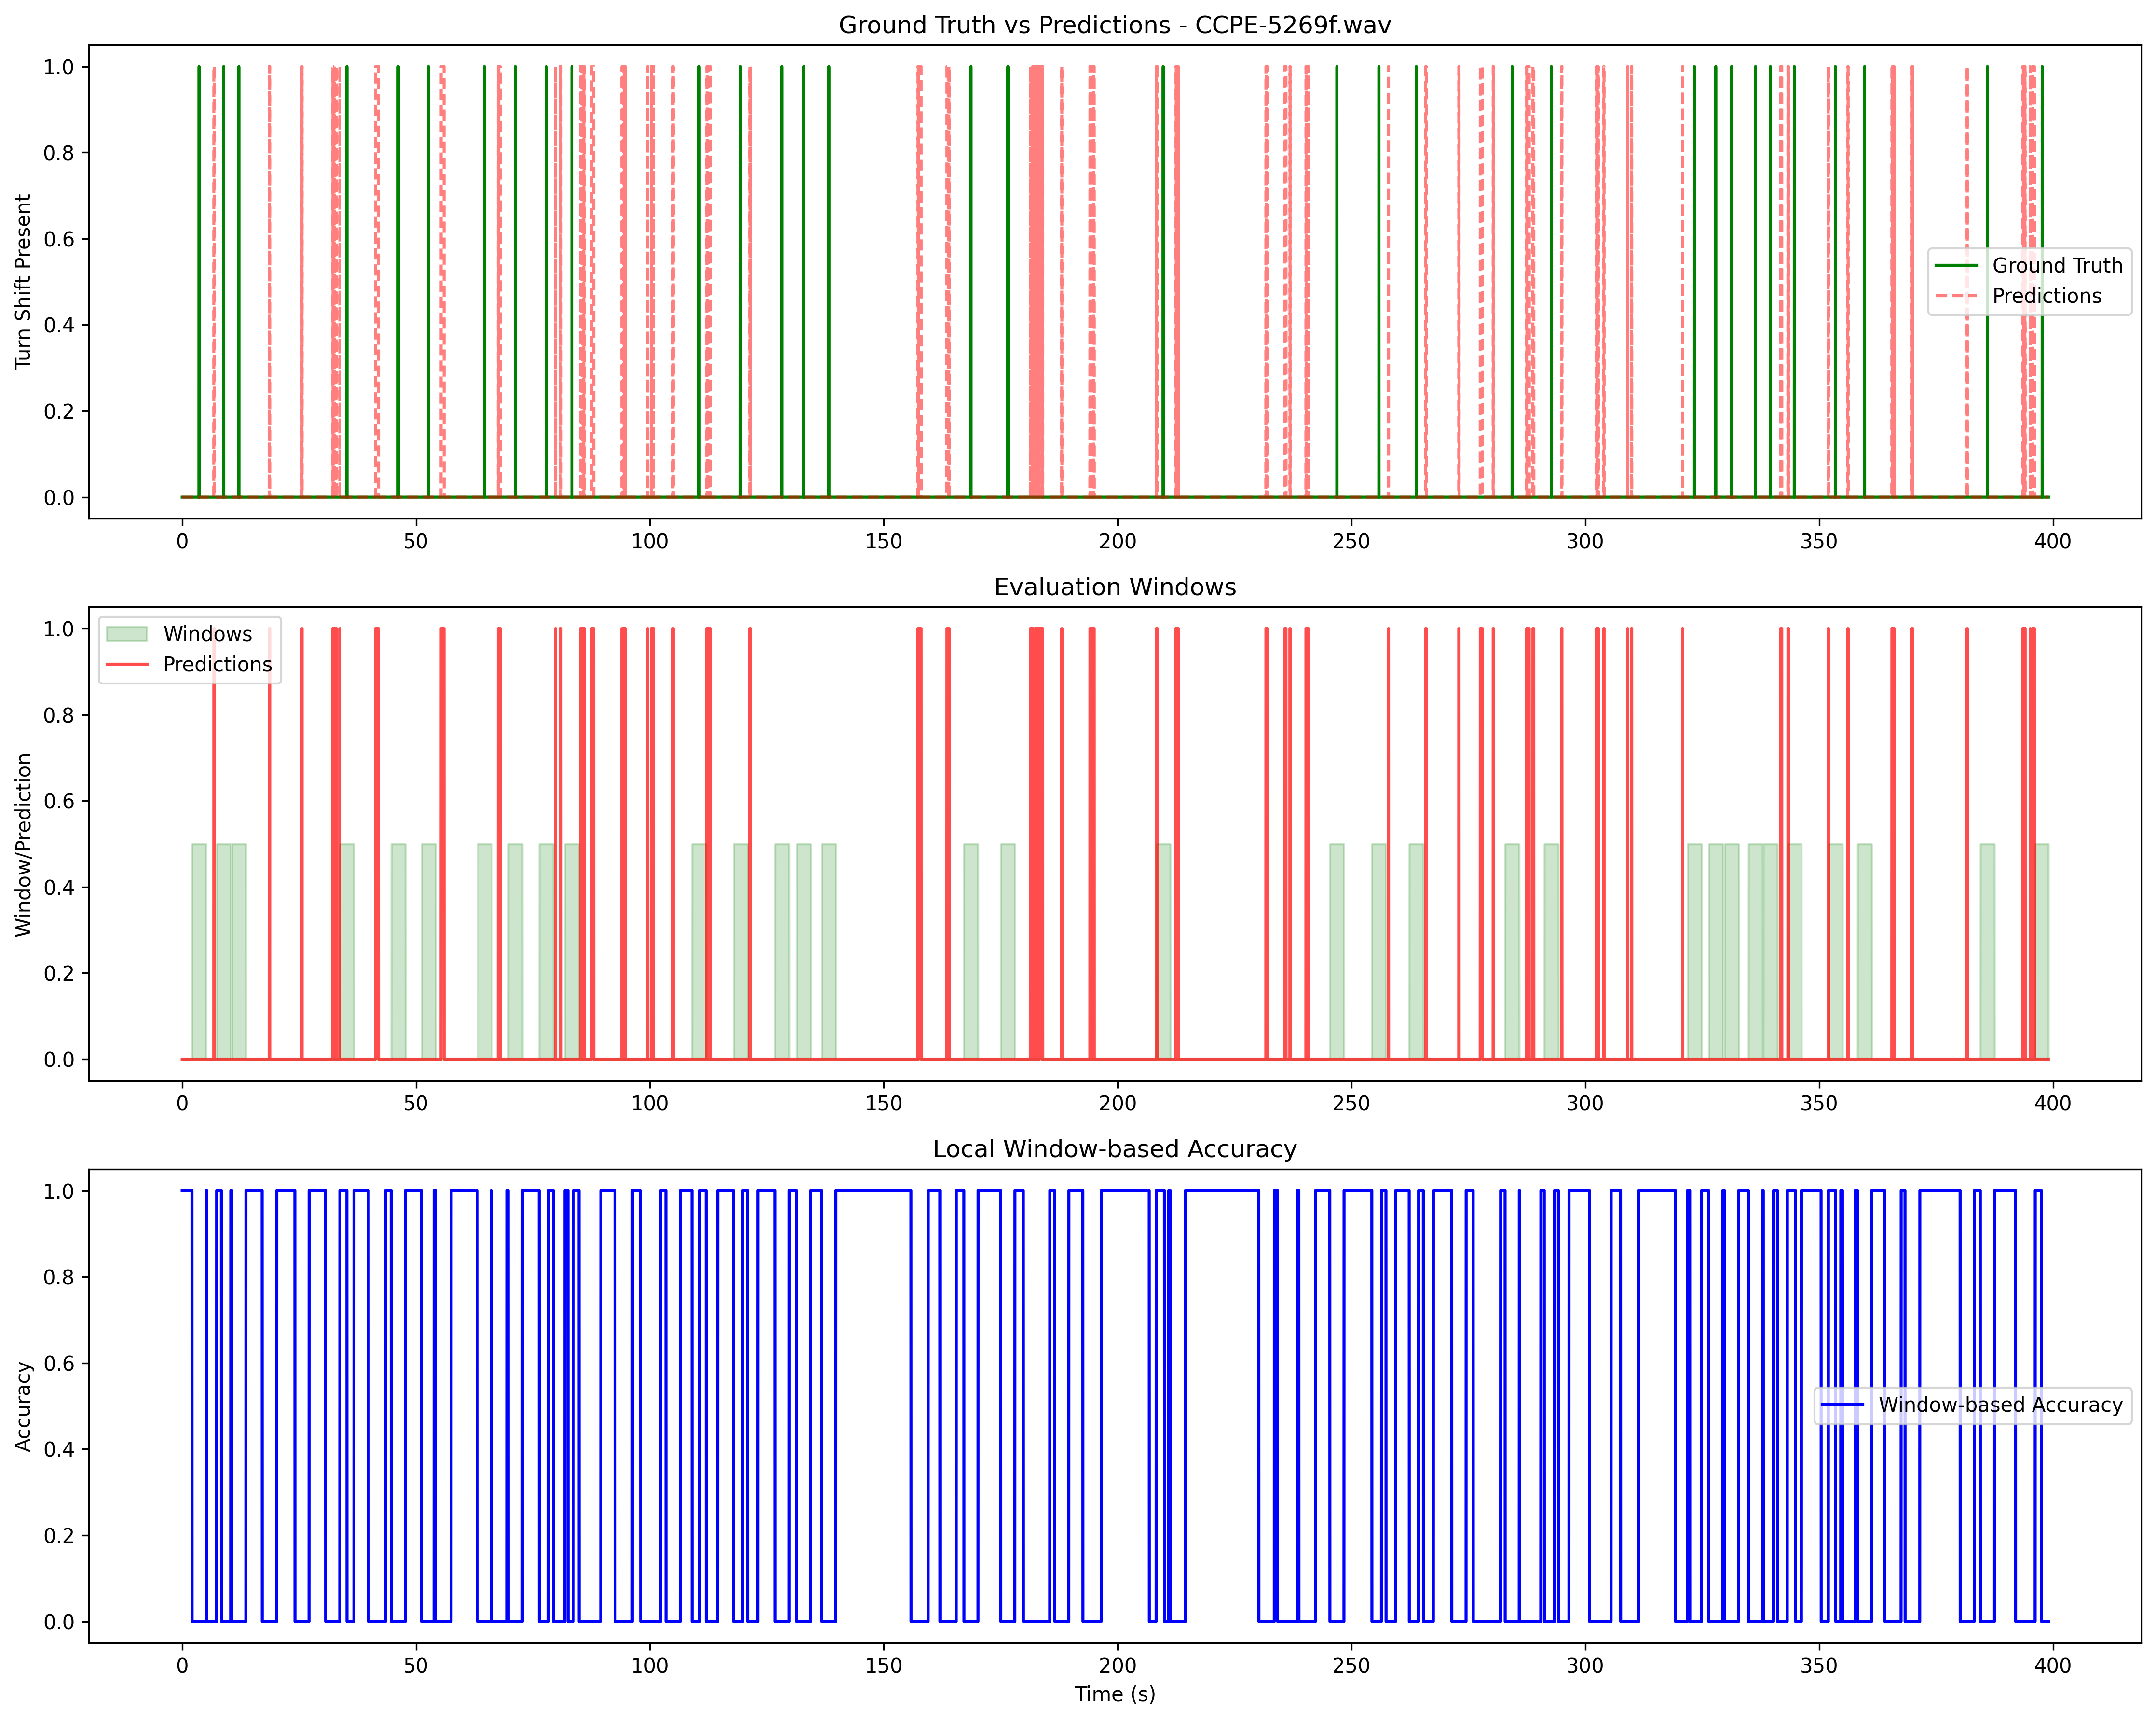 Ground Truth vs Predictions - CCPE-5269f.wav
1.0
0.8
0.6
0.4
0.2
0.0
Turn Shift Present
Ground Truth
Predictions
0 50 100 150 200 250 300 350 400
Evaluation Windows
1.0
0.8
0.6
0.4
0.2
0.0
Window/Prediction
Windows
Predictions
0 50 100 150 200 250 300 350 400
Local Window-based Accuracy
1.0
0.8
0.6
0.4
0.2
0.0
Accuracy
Window-based Accuracy
0 50 100 150 200 250 300 350 400
Time (s)